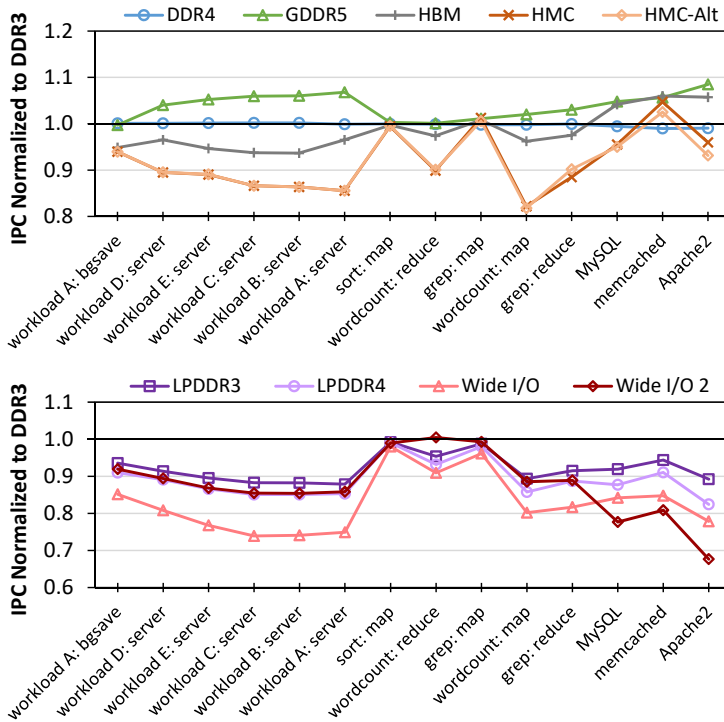 DDR4 GDDR5 HBM HMC HMC-Alt
IPC Normalized to DDR3
1.2
1.1
1.0
0.9
0.8
workload A: bgsave
workload D: server
workload E: server
workload C: server
workload B: server
workload A: server
sort: map
wordcount: reduce
grep: map
wordcount: map
grep: reduce
MySQL
memcached
Apache2
LPDDR3 LPDDR4 Wide I/O Wide I/O 2
IPC Normalized to DDR3
1.1
1.0
0.9
0.8
0.7
0.6
workload A: bgsave
workload D: server
workload E: server
workload C: server
workload B: server
workload A: server
sort: map
wordcount: reduce
grep: map
wordcount: map
grep: reduce
MySQL
memcached
Apache2